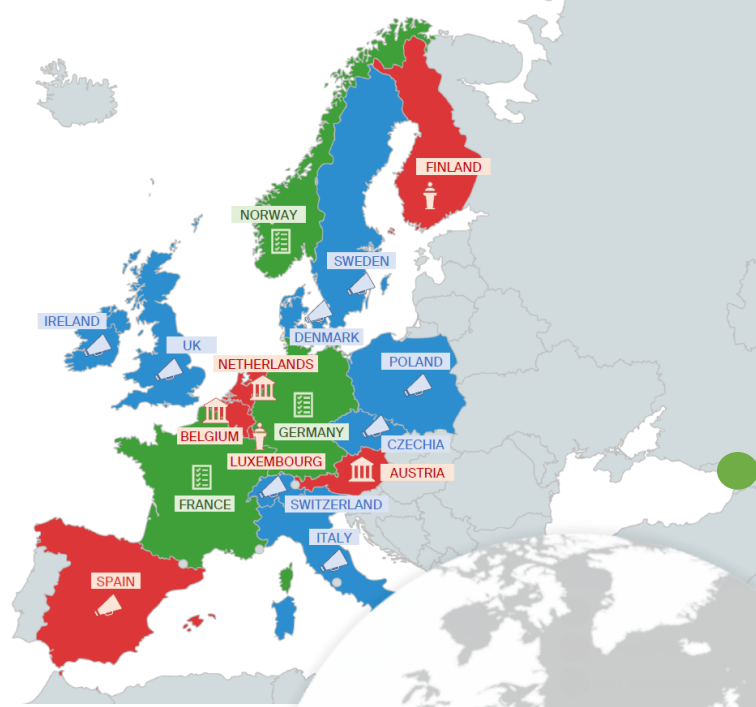 FINLAND
NORWAY
SWEDEN
IRELAND
UK
DENMARK
NETHERLANDS
POLAND
BELGIUM
GERMANY
CZECHIA
LUXEMBOURG
AUSTRIA
FRANCE
SWITZERLAND
ITALY
SPAIN